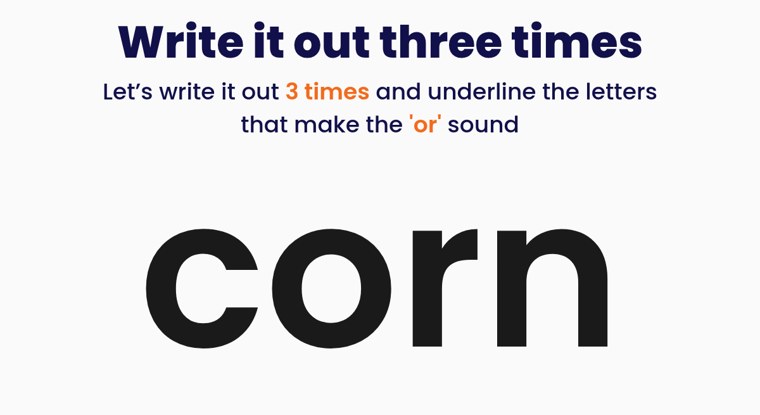 Write it out three times
Let’s write it out 3 times and underline the letters
that make the 'or' sound
corn